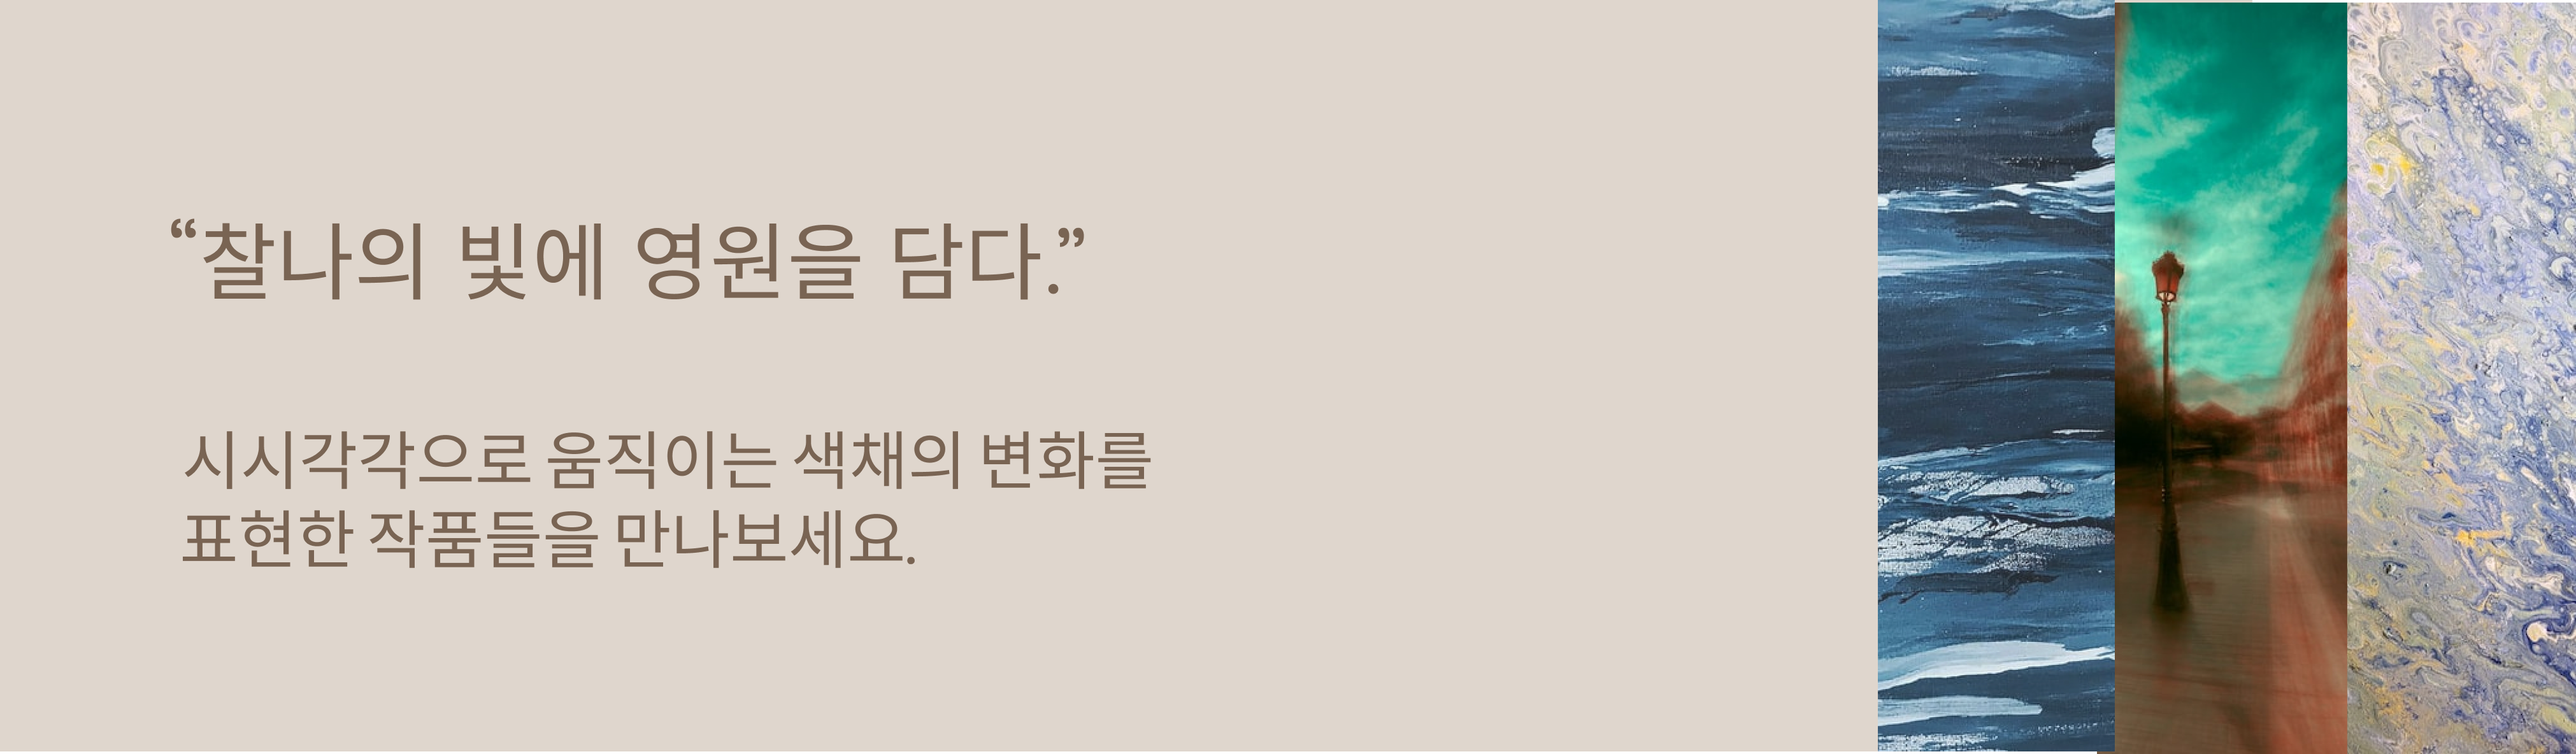 “찰나의 빛에 영원을 담다.”
시시각각으로 움직이는 색채의 변화를
표현한 작품들을 만나보세요.